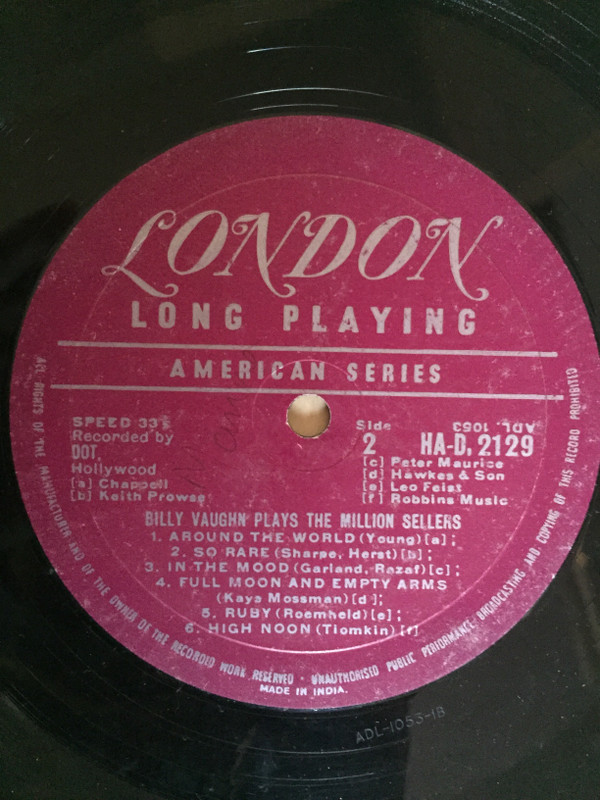 LONDON
LONG PLAYING
AMERICAN SERIES
SPEED 33⅓
Recorded by
DOT,
Hollywood
[a] Chappell
[b] Keith Prowse
Side
2
ADL. 1053
HA-D. 2129
[c] Peter Maurice
[d] Hawkes & Son
[e] Leo Feist
[f] Robbins Music
BILLY VAUGHN PLAYS THE MILLION SELLERS
1. AROUND THE WORLD (Young) [a];
2. SO RARE (Sharpe, Herst) [b];
3. IN THE MOOD (Garland, Razaf) [c];
4. FULL MOON AND EMPTY ARMS
(Kaye Mossman) [d];
5. RUBY (Roemheld) [e];
6. HIGH NOON (Tiomkin) [f]
ALL RIGHTS OF THE MANUFACTURER AND OF THE OWNER OF THE RECORDED WORK RESERVED · UNAUTHORISED PUBLIC PERFORMANCE BROADCASTING AND COPYING OF THIS RECORD PROHIBITED
MADE IN INDIA.
ADL-1053-1B